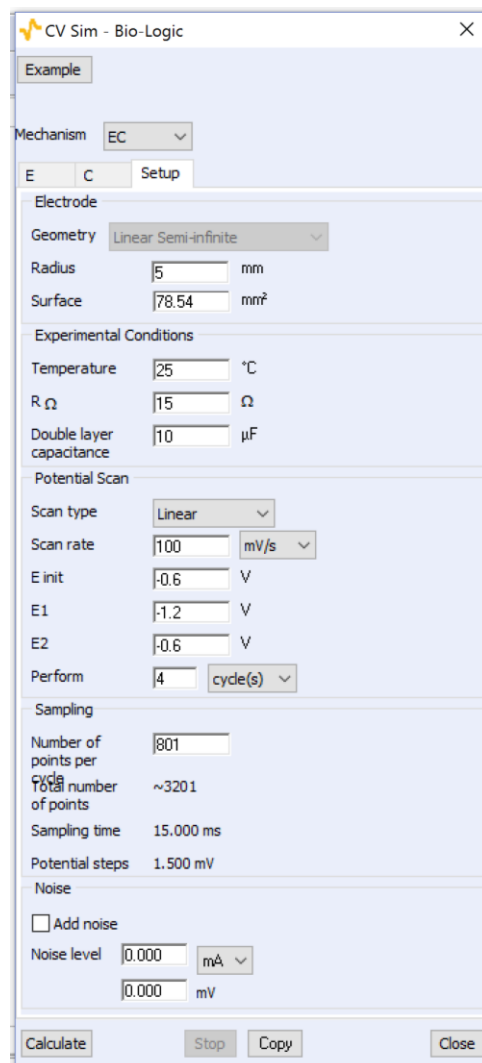 CV Sim - Bio-Logic
Example
Mechanism EC
E C Setup
Electrode
Geometry Linear Semi-infinite
Radius 5 mm
Surface 78.54 mm²
Experimental Conditions
Temperature 25 °C
R Ω 15 Ω
Double layer
capacitance 10 µF
Potential Scan
Scan type Linear
Scan rate 100 mV/s
E init -0.6 V
E1 -1.2 V
E2 -0.6 V
Perform 4 cycle(s)
Sampling
Number of
points per
cycle 801
Total number
of points ~3201
Sampling time 15.000 ms
Potential steps 1.500 mV
Noise
Add noise
Noise level 0.000 mA
0.000 mV
Calculate Stop Copy Close